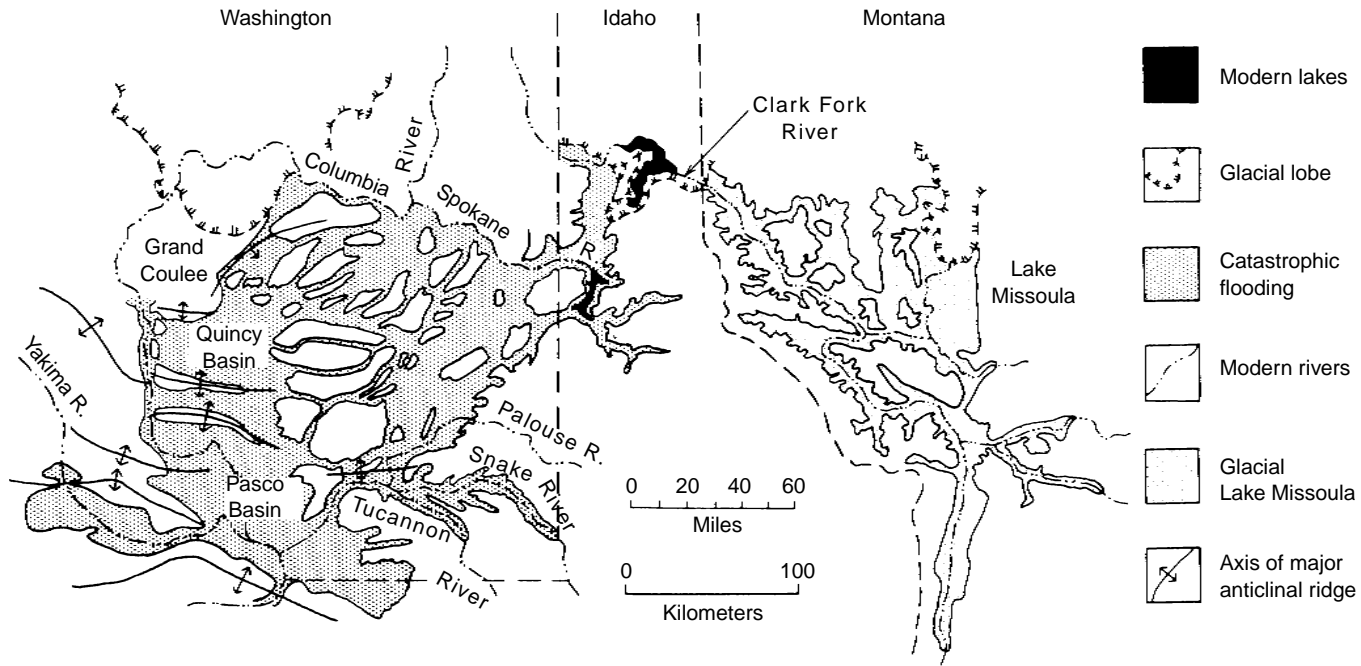 Washington
Idaho
Montana
Clark Fork
River
River
Columbia
Spokane
R.
Grand
Coulee
Quincy
Basin
Yakima R.
Palouse R.
Snake River
Pasco
Basin
Tucannon
River
Lake
Missoula
0 20 40 60
Miles
0 100
Kilometers
Modern lakes
Glacial lobe
Catastrophic
flooding
Modern rivers
Glacial
Lake Missoula
Axis of major
anticlinal ridge